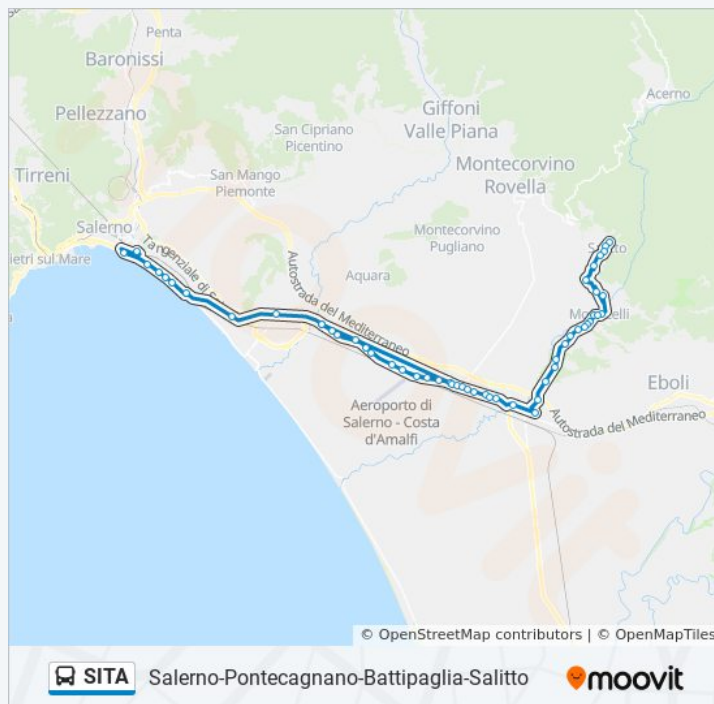 Penta
Baronissi
Acerno
Pellezzano
Giffoni
Valle Piana
San Cipriano
Picentino
Tirreni
San Mango
Piemonte
Montecorvino
Rovella
Salerno
Montecorvino
Pugliano
ietri sul Mare
Tangenziale di S
Autostrada del Mediterraneo
Aquara
Eboli
Aeroporto di
Salerno - Costa
d'Amalfi
Autostrada del Mediterraneo
© OpenStreetMap contributors | © OpenMapTiles
SITA Salerno-Pontecagnano-Battipaglia-Salitto moovit